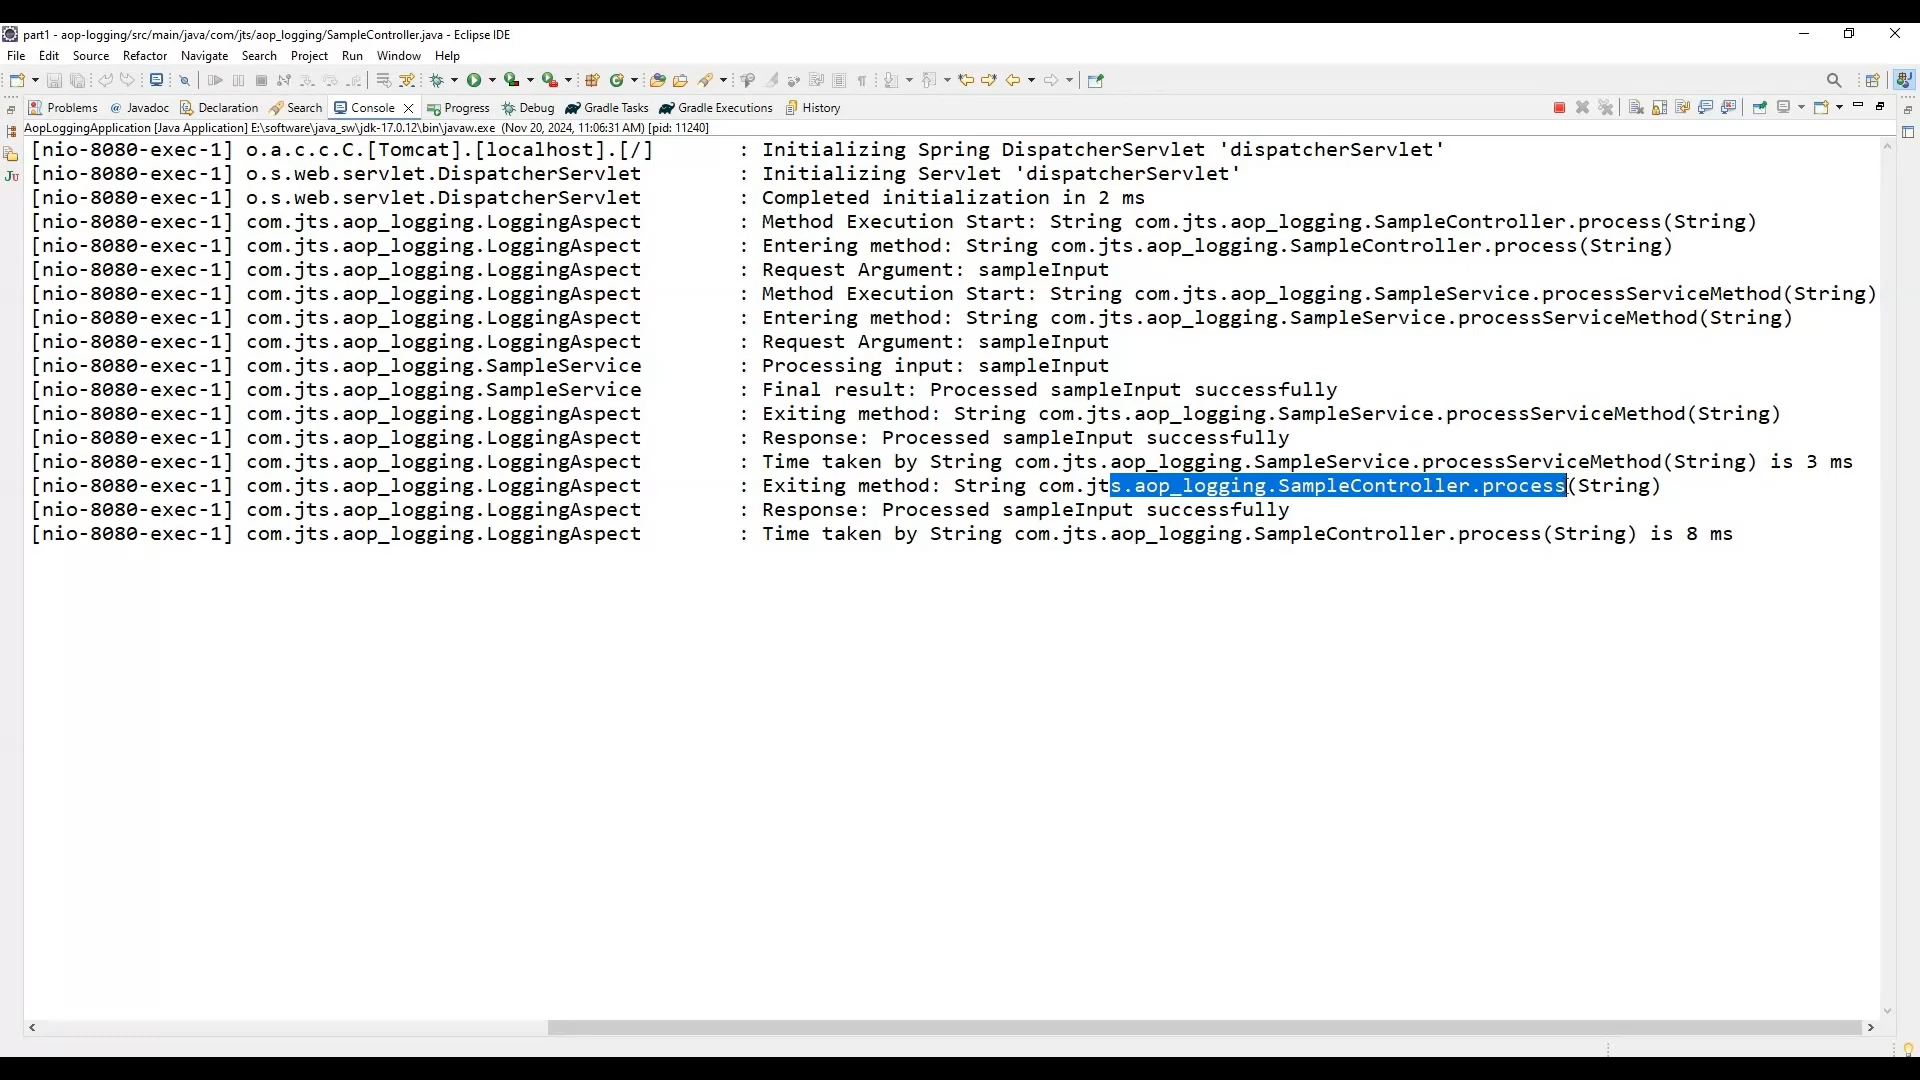 part1 - aop-logging/src/main/java/com/jts/aop_logging/SampleController.java - Eclipse IDE
File Edit Source Refactor Navigate Search Project Run Window Help
Problems @ Javadoc Declaration Search Console Progress Debug Gradle Tasks Gradle Executions History
AopLoggingApplication [Java Application] E:\software\java_sw\jdk-17.0.12\bin\javaw.exe (Nov 20, 2024, 11:06:31 AM) [pid: 11240]
[nio-8080-exec-1] o.a.c.c.C.[Tomcat].[localhost].[/] : Initializing Spring DispatcherServlet 'dispatcherServlet'
[nio-8080-exec-1] o.s.web.servlet.DispatcherServlet : Initializing Servlet 'dispatcherServlet'
[nio-8080-exec-1] o.s.web.servlet.DispatcherServlet : Completed initialization in 2 ms
[nio-8080-exec-1] com.jts.aop_logging.LoggingAspect : Method Execution Start: String com.jts.aop_logging.SampleController.process(String)
[nio-8080-exec-1] com.jts.aop_logging.LoggingAspect : Entering method: String com.jts.aop_logging.SampleController.process(String)
[nio-8080-exec-1] com.jts.aop_logging.LoggingAspect : Request Argument: sampleInput
[nio-8080-exec-1] com.jts.aop_logging.LoggingAspect : Method Execution Start: String com.jts.aop_logging.SampleService.processServiceMethod(String)
[nio-8080-exec-1] com.jts.aop_logging.LoggingAspect : Entering method: String com.jts.aop_logging.SampleService.processServiceMethod(String)
[nio-8080-exec-1] com.jts.aop_logging.LoggingAspect : Request Argument: sampleInput
[nio-8080-exec-1] com.jts.aop_logging.SampleService : Processing input: sampleInput
[nio-8080-exec-1] com.jts.aop_logging.SampleService : Final result: Processed sampleInput successfully
[nio-8080-exec-1] com.jts.aop_logging.LoggingAspect : Exiting method: String com.jts.aop_logging.SampleService.processServiceMethod(String)
[nio-8080-exec-1] com.jts.aop_logging.LoggingAspect : Response: Processed sampleInput successfully
[nio-8080-exec-1] com.jts.aop_logging.LoggingAspect : Time taken by String com.jts.aop_logging.SampleService.processServiceMethod(String) is 3 ms
[nio-8080-exec-1] com.jts.aop_logging.LoggingAspect : Exiting method: String com.jts.aop_logging.SampleController.process(String)
[nio-8080-exec-1] com.jts.aop_logging.LoggingAspect : Response: Processed sampleInput successfully
[nio-8080-exec-1] com.jts.aop_logging.LoggingAspect : Time taken by String com.jts.aop_logging.SampleController.process(String) is 8 ms